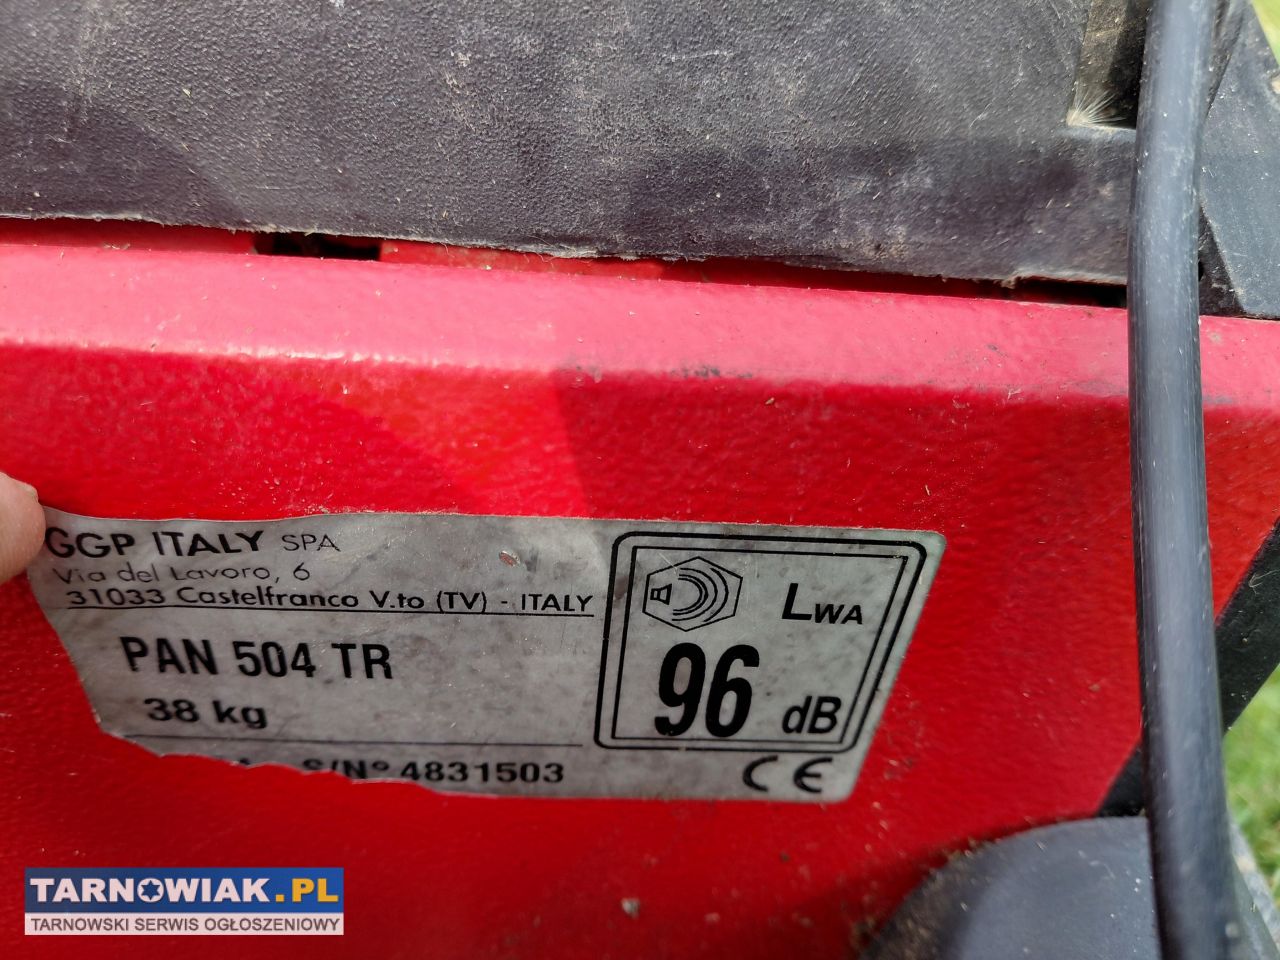 GGP ITALY SPA
Via del Lavoro, 6
31033 Castelfranco V.to (TV) - ITALY
PAN 504 TR
38 kg
S/N° 4831503
LWA
96 dB
CE
TARNOWIAK.PL
TARNOWSKI SERWIS OGŁOSZENIOWY